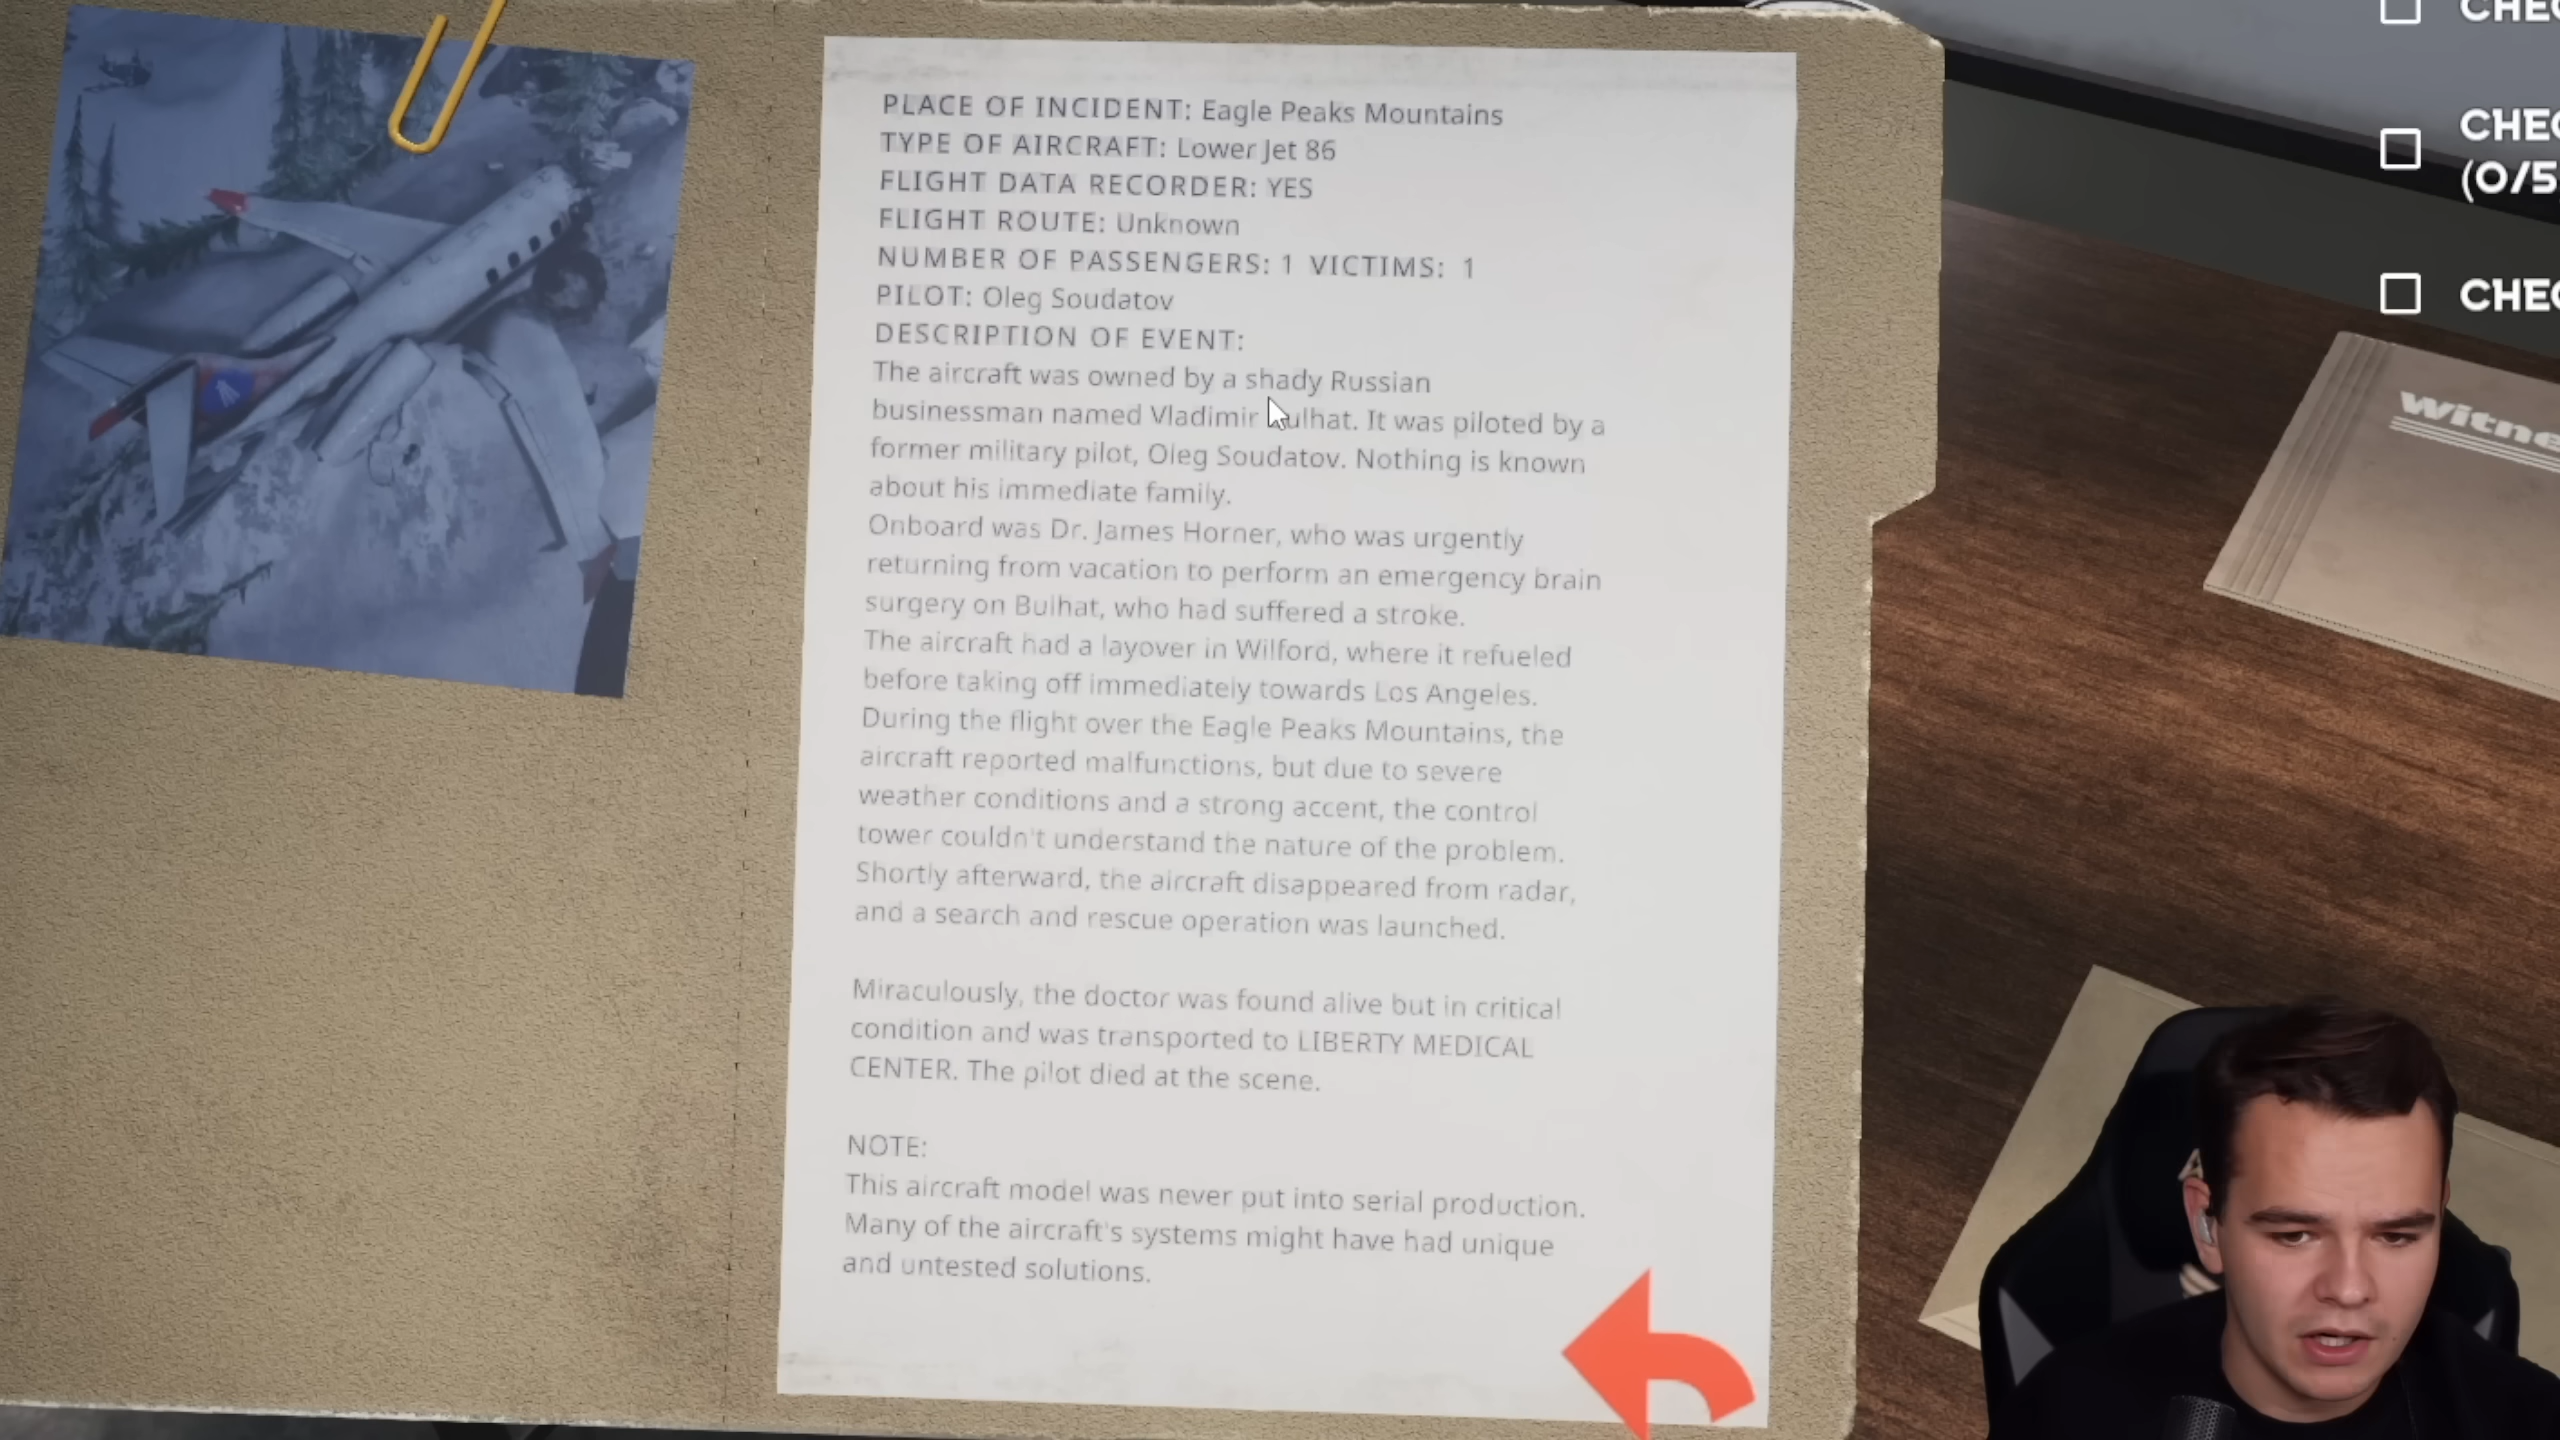 PLACE OF INCIDENT: Eagle Peaks Mountains
TYPE OF AIRCRAFT: Lower Jet 86
FLIGHT DATA RECORDER: YES
FLIGHT ROUTE: Unknown
NUMBER OF PASSENGERS: 1 VICTIMS: 1
PILOT: Oleg Soudatov
DESCRIPTION OF EVENT:
The aircraft was owned by a shady Russian
businessman named Vladimir Bulhat. It was piloted by a
former military pilot, Oleg Soudatov. Nothing is known
about his immediate family.
Onboard was Dr. James Horner, who was urgently
returning from vacation to perform an emergency brain
surgery on Bulhat, who had suffered a stroke.
The aircraft had a layover in Wilford, where it refueled
before taking off immediately towards Los Angeles.
During the flight over the Eagle Peaks Mountains, the
aircraft reported malfunctions, but due to severe
weather conditions and a strong accent, the control
tower couldn't understand the nature of the problem.
Shortly afterward, the aircraft disappeared from radar,
and a search and rescue operation was launched.
Miraculously, the doctor was found alive but in critical
condition and was transported to LIBERTY MEDICAL
CENTER. The pilot died at the scene.
NOTE:
This aircraft model was never put into serial production.
Many of the aircraft's systems might have had unique
and untested solutions.
CHEC
CHEC
(0/5
CHEC
Witne